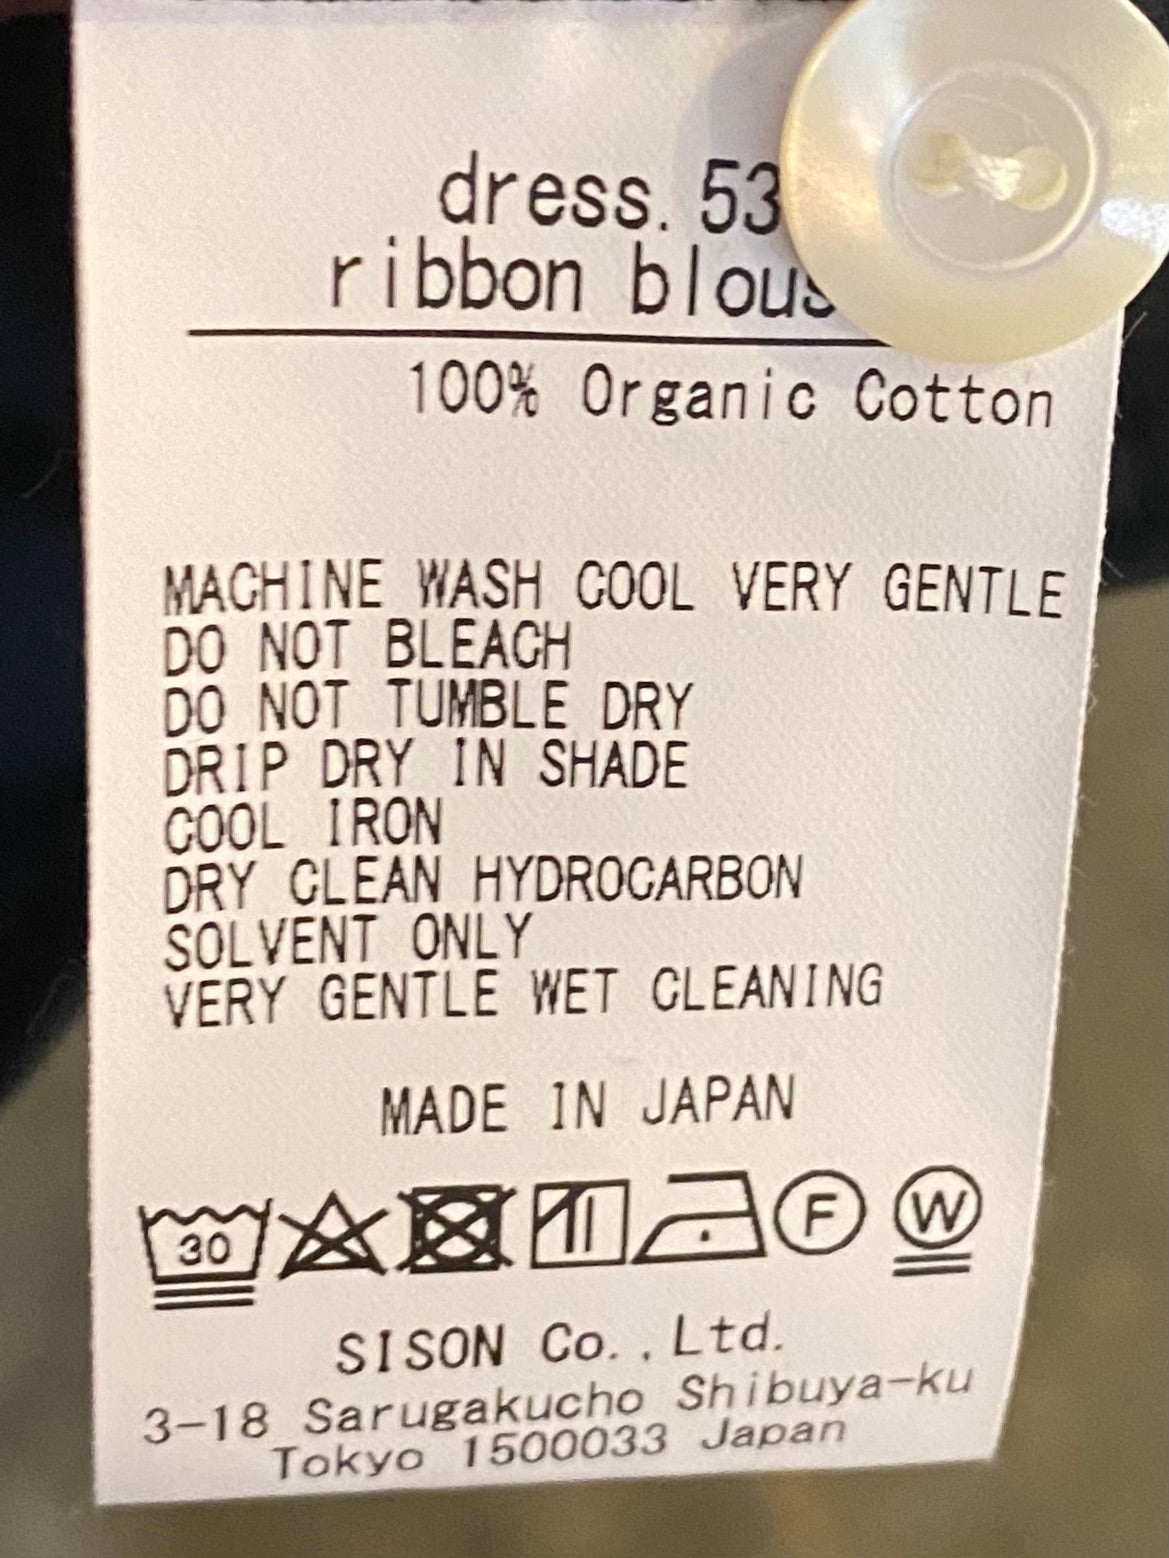 dress. 53
ribbon
100% Organic Cotton
MACHINE WASH COOL VERY GENTLE
DO NOT BLEACH
DO NOT TUMBLE DRY
DRIP DRY IN SHADE
COOL IRON
DRY CLEAN HYDROCARBON
SOLVENT ONLY
VERY GENTLE WET CLEANING
MADE IN JAPAN
30 F W
SISON Co.,Ltd.
3-18 Sarugakucho Shibuya-ku
Tokyo 1500033 Japan